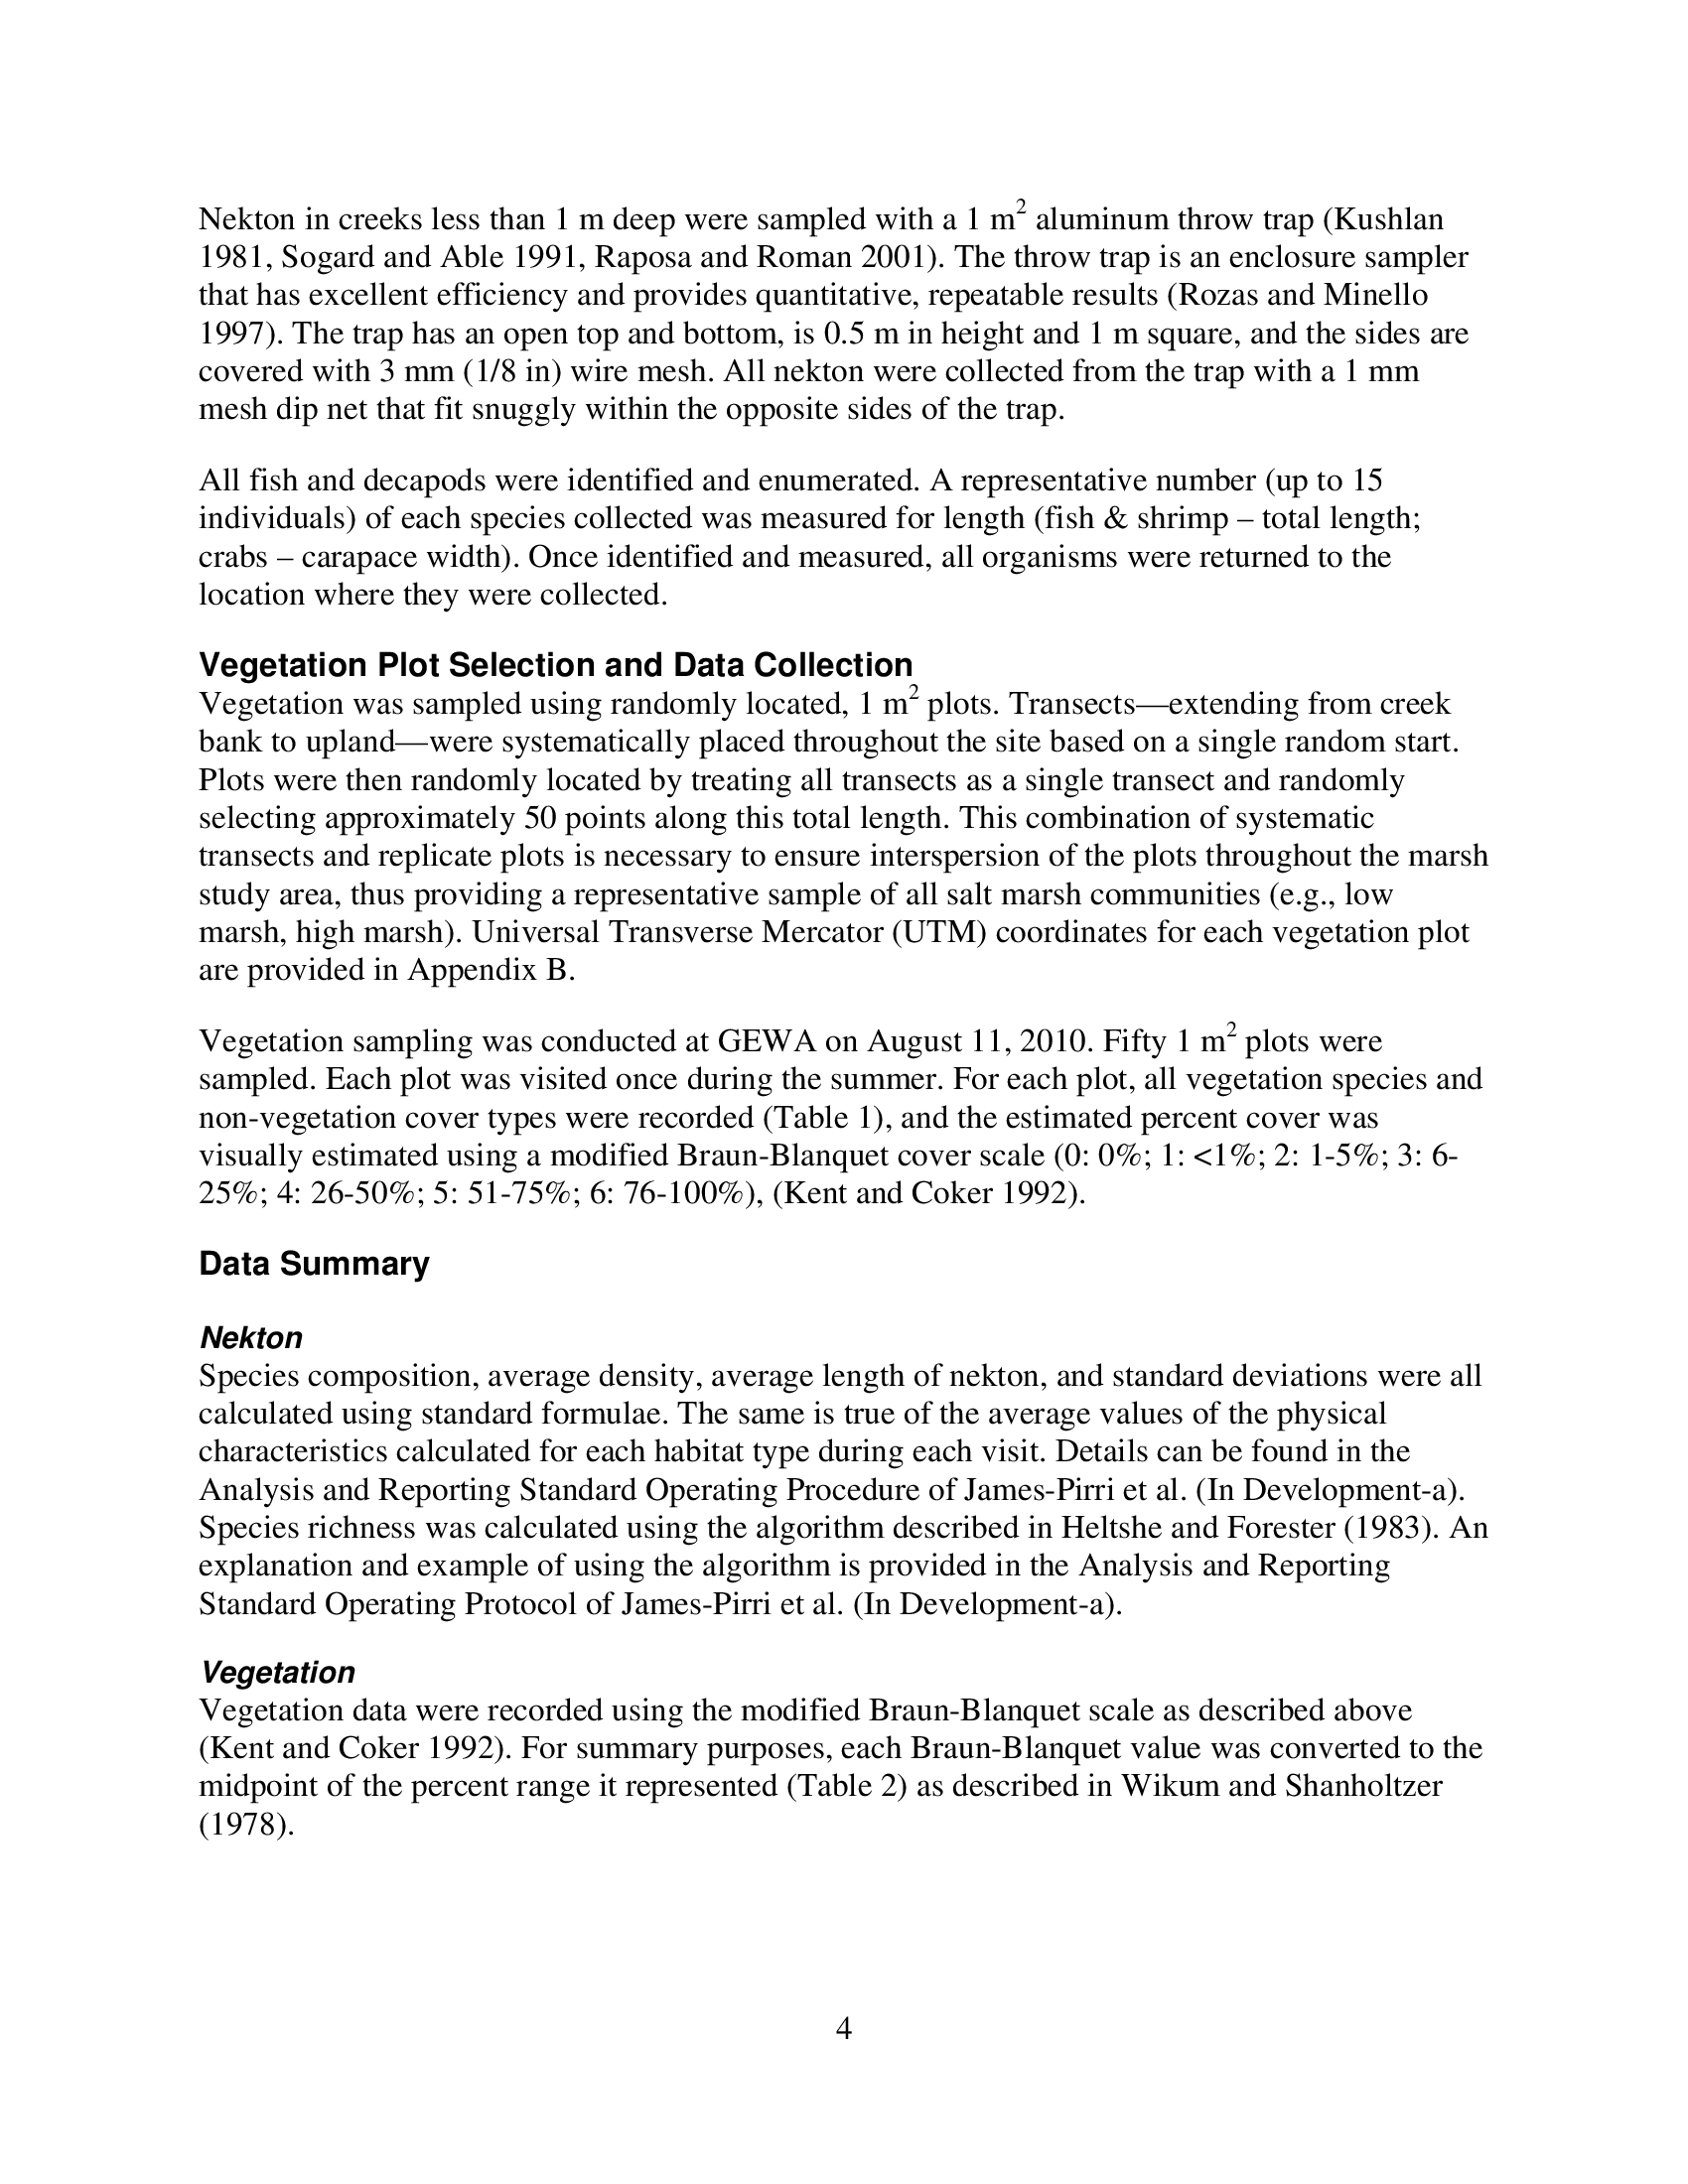 Nekton in creeks less than 1 m deep were sampled with a 1 m² aluminum throw trap (Kushlan
1981, Sogard and Able 1991, Raposa and Roman 2001). The throw trap is an enclosure sampler
that has excellent efficiency and provides quantitative, repeatable results (Rozas and Minello
1997). The trap has an open top and bottom, is 0.5 m in height and 1 m square, and the sides are
covered with 3 mm (1/8 in) wire mesh. All nekton were collected from the trap with a 1 mm
mesh dip net that fit snuggly within the opposite sides of the trap.
All fish and decapods were identified and enumerated. A representative number (up to 15
individuals) of each species collected was measured for length (fish & shrimp – total length;
crabs – carapace width). Once identified and measured, all organisms were returned to the
location where they were collected.
Vegetation Plot Selection and Data Collection
Vegetation was sampled using randomly located, 1 m² plots. Transects—extending from creek
bank to upland—were systematically placed throughout the site based on a single random start.
Plots were then randomly located by treating all transects as a single transect and randomly
selecting approximately 50 points along this total length. This combination of systematic
transects and replicate plots is necessary to ensure interspersion of the plots throughout the marsh
study area, thus providing a representative sample of all salt marsh communities (e.g., low
marsh, high marsh). Universal Transverse Mercator (UTM) coordinates for each vegetation plot
are provided in Appendix B.
Vegetation sampling was conducted at GEWA on August 11, 2010. Fifty 1 m² plots were
sampled. Each plot was visited once during the summer. For each plot, all vegetation species and
non-vegetation cover types were recorded (Table 1), and the estimated percent cover was
visually estimated using a modified Braun-Blanquet cover scale (0: 0%; 1: <1%; 2: 1-5%; 3: 6-
25%; 4: 26-50%; 5: 51-75%; 6: 76-100%), (Kent and Coker 1992).
Data Summary
Nekton
Species composition, average density, average length of nekton, and standard deviations were all
calculated using standard formulae. The same is true of the average values of the physical
characteristics calculated for each habitat type during each visit. Details can be found in the
Analysis and Reporting Standard Operating Procedure of James-Pirri et al. (In Development-a).
Species richness was calculated using the algorithm described in Heltshe and Forester (1983). An
explanation and example of using the algorithm is provided in the Analysis and Reporting
Standard Operating Protocol of James-Pirri et al. (In Development-a).
Vegetation
Vegetation data were recorded using the modified Braun-Blanquet scale as described above
(Kent and Coker 1992). For summary purposes, each Braun-Blanquet value was converted to the
midpoint of the percent range it represented (Table 2) as described in Wikum and Shanholtzer
(1978).
4